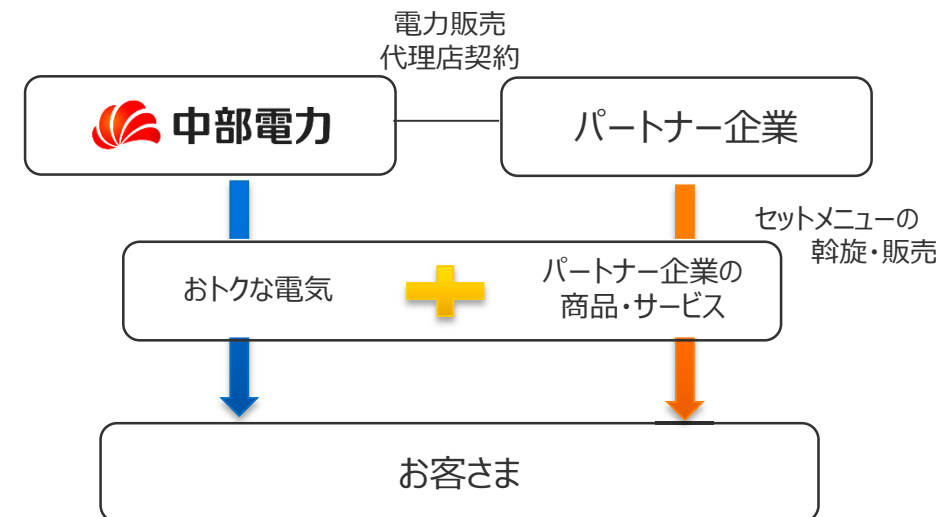 電力販売
代理店契約
中部電力
パートナー企業
セットメニューの
斡旋・販売
おトクな電気
パートナー企業の
商品・サービス
お客さま